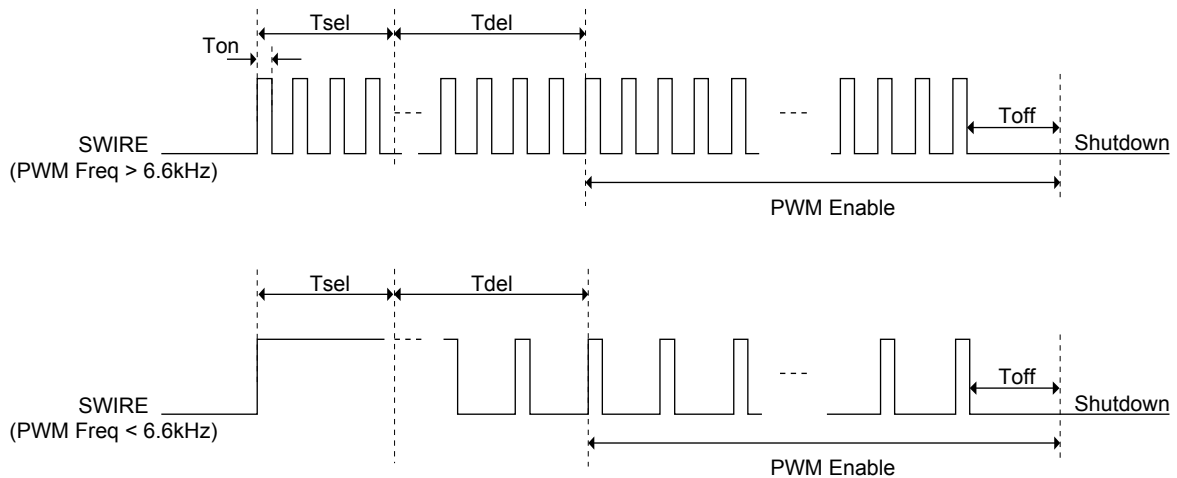 Tsel Tdel
Ton
Toff
SWIRE
(PWM Freq > 6.6kHz)
Shutdown
PWM Enable
Tsel Tdel
Toff
SWIRE
(PWM Freq < 6.6kHz)
Shutdown
PWM Enable